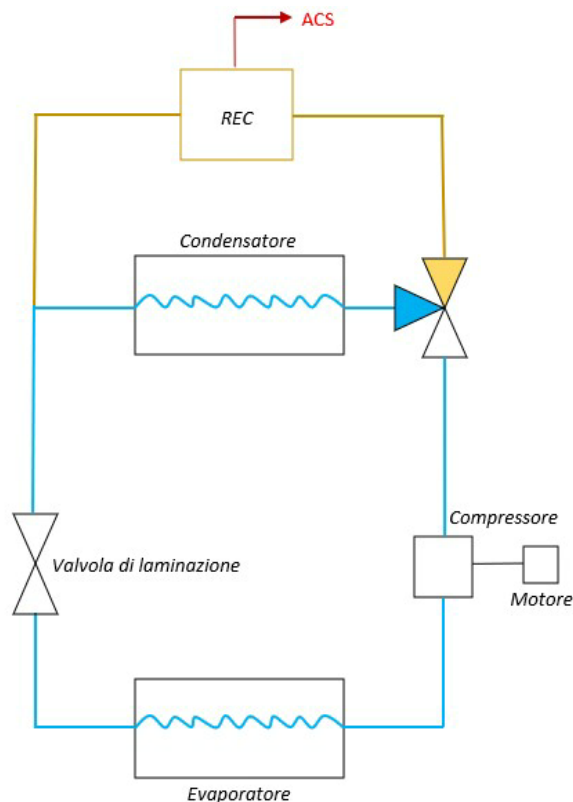 ACS
REC
Condensatore
Compressore
Valvola di laminazione
Motore
Evaporatore